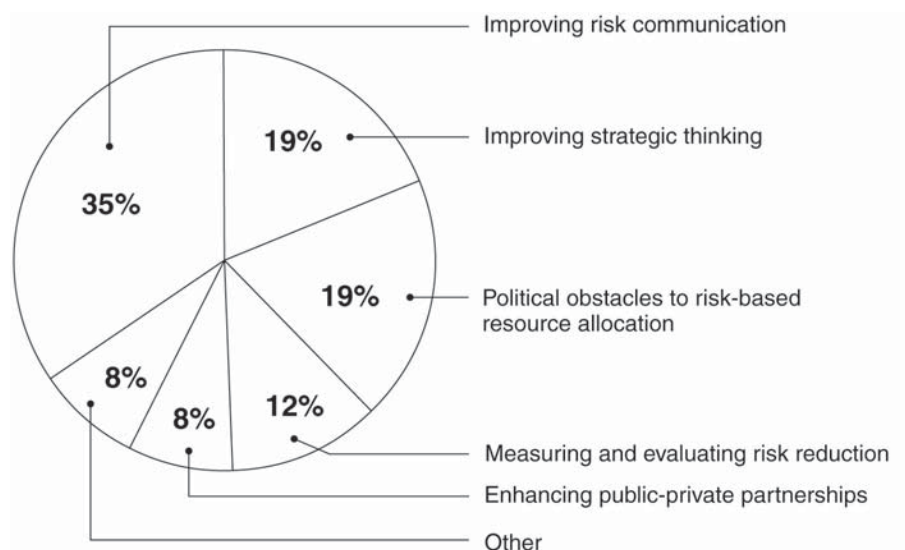 Improving risk communication
19%
Improving strategic thinking
35%
19%
Political obstacles to risk-based
resource allocation
8%
8%
12%
Measuring and evaluating risk reduction
Enhancing public-private partnerships
Other